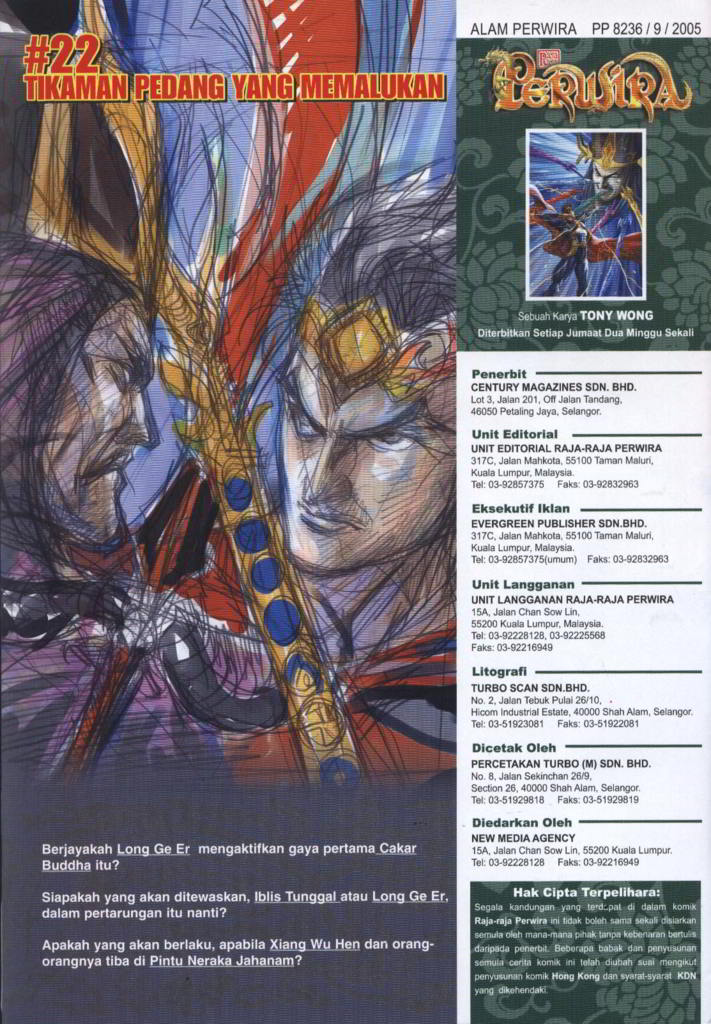 #22
TIKAMAN PEDANG YANG MEMALUKAN
Berjayakah Long Ge Er mengaktifkan gaya pertama Cakar
Buddha itu?
Siapakah yang akan ditewaskan, Iblis Tunggal atau Long Ge Er,
dalam pertarungan itu nanti?
Apakah yang akan berlaku, apabila Xiang Wu Hen dan orang-
orangnya tiba di Pintu Neraka Jahanam?
ALAM PERWIRA PP 8236 / 9 / 2005
PERWIRA
Sebuah Karya TONY WONG
Diterbitkan Setiap Jumaat Dua Minggu Sekali
Penerbit
CENTURY MAGAZINES SDN. BHD.
Lot 3, Jalan 201, Off Jalan Tandang,
46050 Petaling Jaya, Selangor.
Unit Editorial
UNIT EDITORIAL RAJA-RAJA PERWIRA
317C, Jalan Mahkota, 55100 Taman Maluri,
Kuala Lumpur, Malaysia.
Tel: 03-92857375 Faks: 03-92832963
Eksekutif Iklan
EVERGREEN PUBLISHER SDN.BHD.
317C, Jalan Mahkota, 55100 Taman Maluri,
Kuala Lumpur, Malaysia.
Tel: 03-92857375(umum) Faks: 03-92832963
Unit Langganan
UNIT LANGGANAN RAJA-RAJA PERWIRA
15A, Jalan Chan Sow Lin,
55200 Kuala Lumpur, Malaysia.
Tel: 03-92228128, 03-92225568
Faks: 03-92216949
Litografi
TURBO SCAN SDN.BHD.
No. 2, Jalan Tebuk Pulai 26/10,
Hicom Industrial Estate, 40000 Shah Alam, Selangor.
Tel: 03-51923081 Faks: 03-51922081
Dicetak Oleh
PERCETAKAN TURBO (M) SDN. BHD.
No. 8, Jalan Sekinchan 26/9,
Section 26, 40000 Shah Alam, Selangor.
Tel: 03-51929818 Faks: 03-51929819
Diedarkan Oleh
NEW MEDIA AGENCY
15A, Jalan Chan Sow Lin, 55200 Kuala Lumpur.
Tel: 03-92228128 Faks: 03-92216949
Hak Cipta Terpelihara:
Segala kandungan yang terdapat di dalam komik
Raja-raja Perwira ini tidak boleh sama sekali disiarkan
semula oleh mana-mana pihak tanpa kebenaran bertulis
daripada penerbit. Beberapa babak dan penyusunan
semula cerita komik ini telah diubah suai mengikut
penyusunan komik Hong Kong dan syarat-syarat KDN
yang dikehendaki.